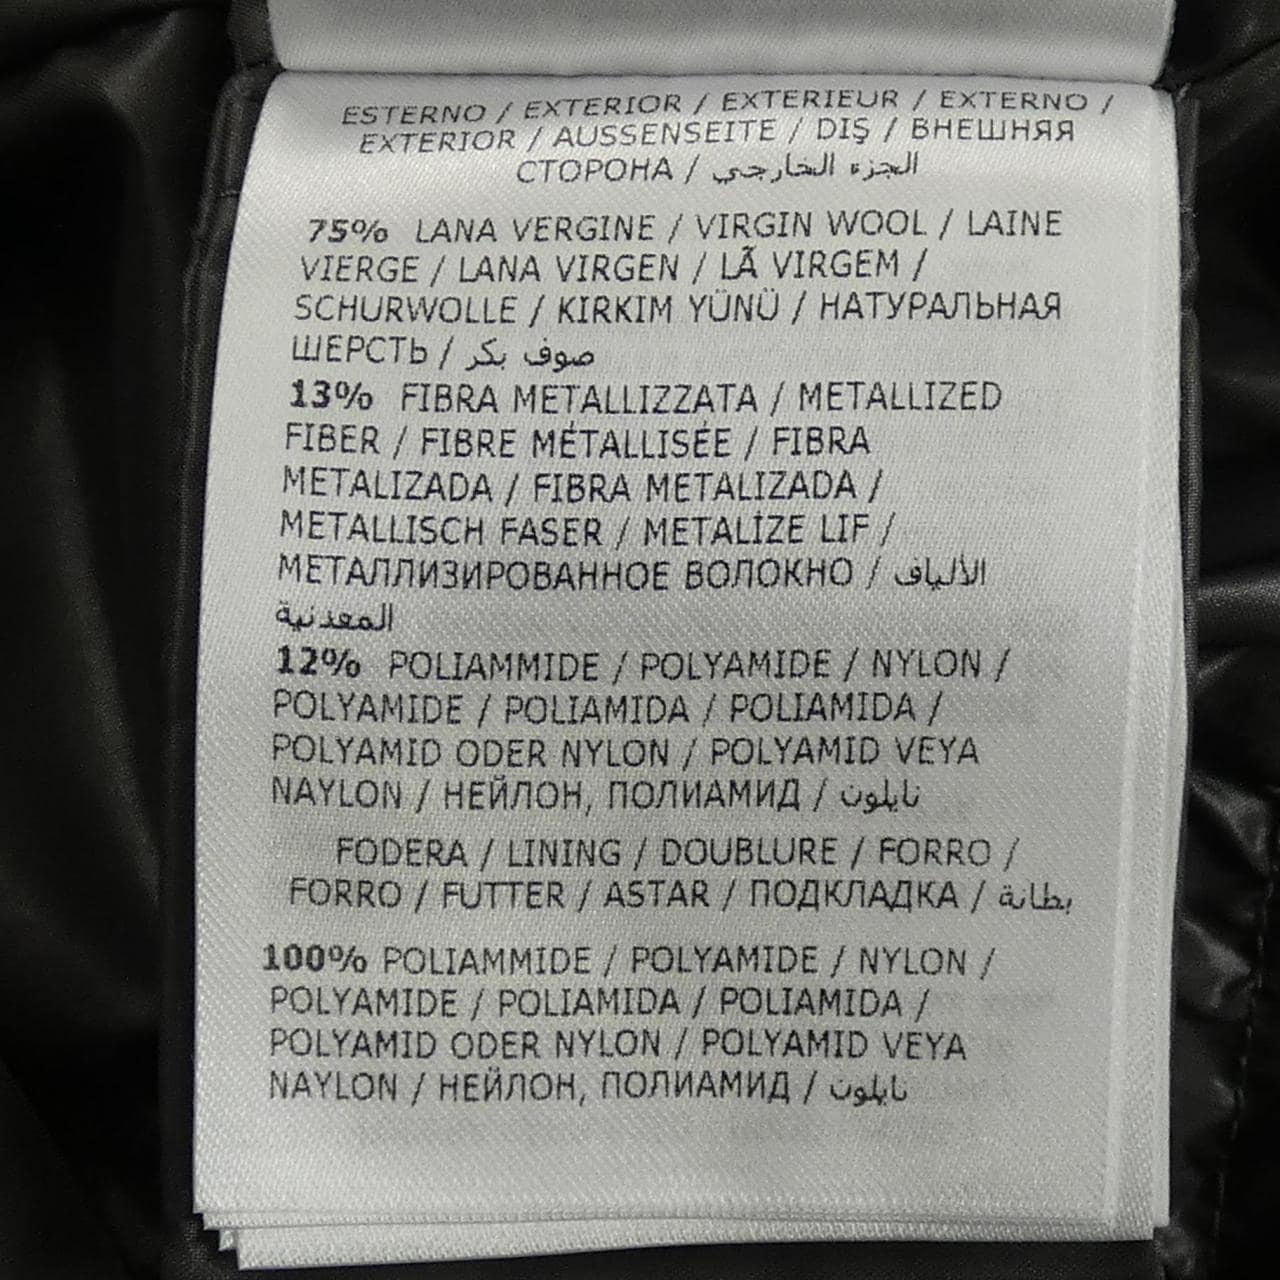 ESTERNO / EXTERIOR / EXTERIEUR / EXTERNO /
EXTERIOR / AUSSENSEITE / DIŞ / ВНЕШНЯЯ
СТОРОНА / الجزء الخارجي
75% LANA VERGINE / VIRGIN WOOL / LAINE
VIERGE / LANA VIRGEN / LÃ VIRGEM /
SCHURWOLLE / KIRKIM YÜNÜ / НАТУРАЛЬНАЯ
ШЕРСТЬ / صوف بكر
13% FIBRA METALLIZZATA / METALLIZED
FIBER / FIBRE MÉTALLISÉE / FIBRA
METALIZADA / FIBRA METALIZADA /
METALLISCH FASER / METALİZE LIF /
МЕТАЛЛИЗИРОВАННОЕ ВОЛОКНО / الألياف
المعدنية
12% POLIAMMIDE / POLYAMIDE / NYLON /
POLYAMIDE / POLIAMIDA / POLIAMIDA /
POLYAMID ODER NYLON / POLYAMID VEYA
NAYLON / НЕЙЛОН, ПОЛИАМИД / نايلون
FODERA / LINING / DOUBLURE / FORRO /
FORRO / FUTTER / ASTAR / ПОДКЛАДКА / بطانة
100% POLIAMMIDE / POLYAMIDE / NYLON /
POLYAMIDE / POLIAMIDA / POLIAMIDA /
POLYAMID ODER NYLON / POLYAMID VEYA
NAYLON / НЕЙЛОН, ПОЛИАМИД / نايلون